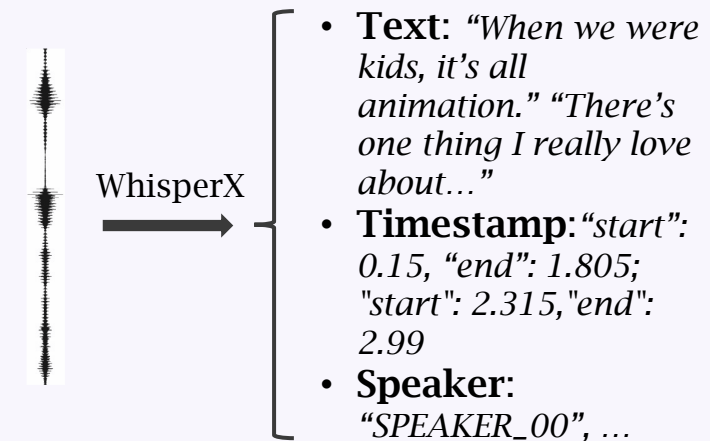 WhisperX
• Text: “When we were
kids, it’s all
animation.” “There’s
one thing I really love
about…”
• Timestamp:“start”:
0.15, “end”: 1.805;
"start": 2.315,"end":
2.99
• Speaker:
“SPEAKER_00”, …